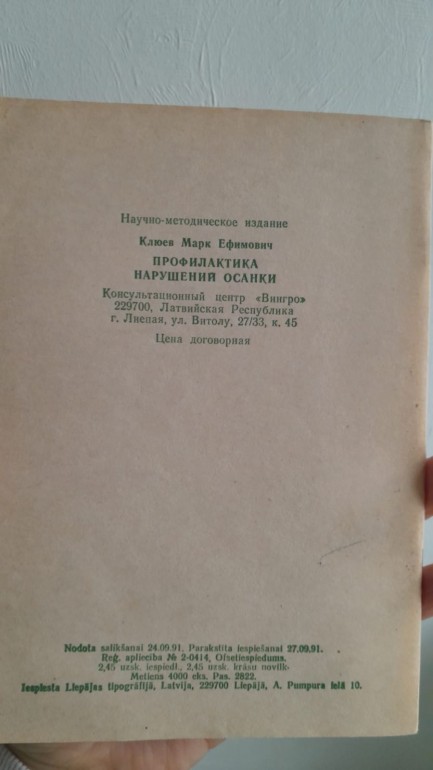 Научно-методическое издание
Клюев Марк Ефимович
ПРОФИЛАКТИКА
НАРУШЕНИЙ ОСАНКИ
Консультационный центр «Вингро»
229700, Латвийская Республика
г. Лиепая, ул. Витолу, 27/33, к. 45
Цена договорная
Nodota salikšanai 24.09.91. Parakstīta iespiešanai 27.09.91.
Reģ. apliecība № 2-0414, Ofsetiespiedums.
2,45 uzsk. iespiedl., 2,45 uzsk. krāsu novilk.
Metiens 4000 eks. Pas. 2822.
Iespiesta Liepājas tipogrāfijā, Latvija, 229700 Liepājā, A. Pumpura ielā 10.